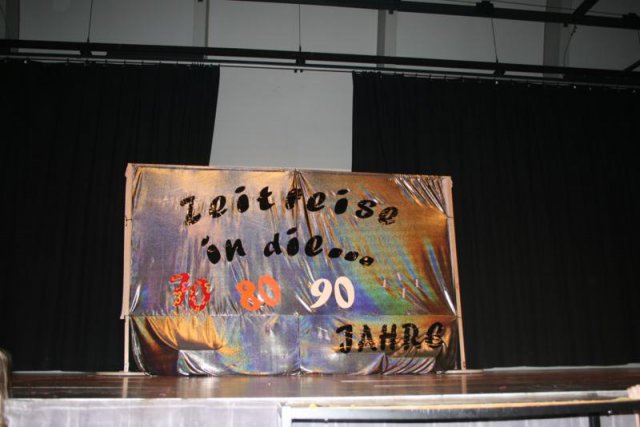 Zeitreise
in die...
70 80 90
JAHRE